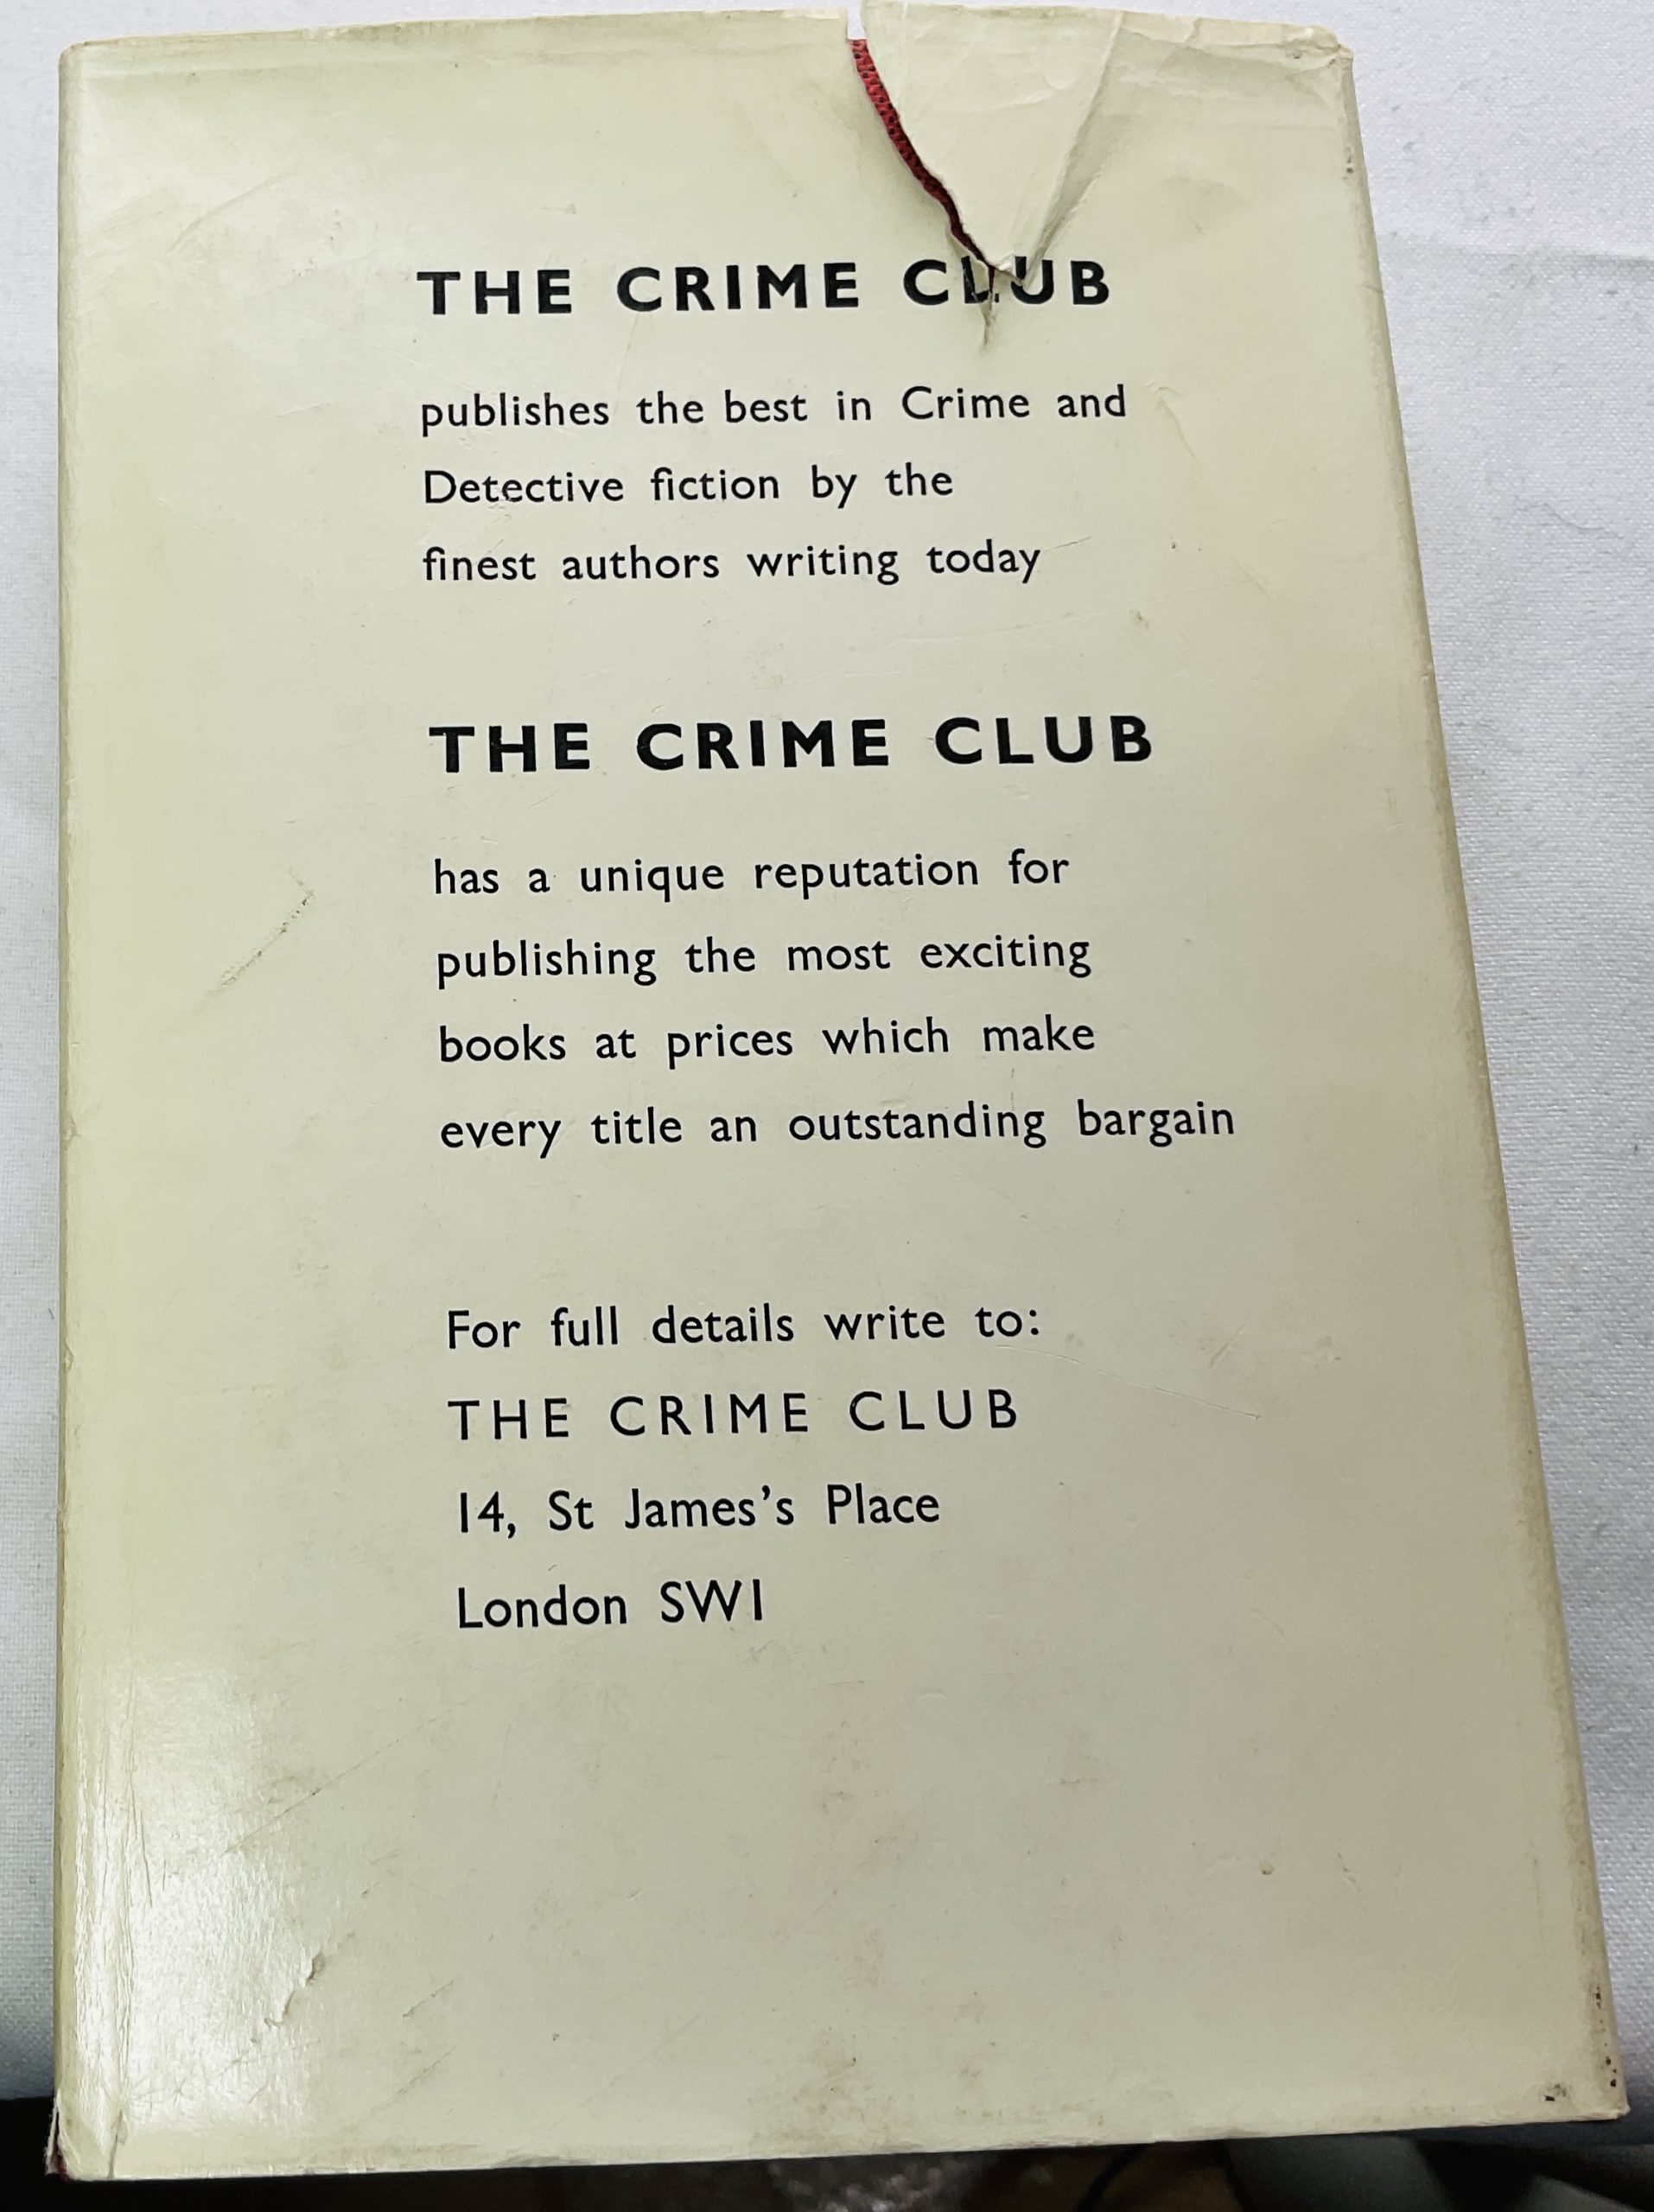 THE CRIME CLUB
publishes the best in Crime and
Detective fiction by the
finest authors writing today
THE CRIME CLUB
has a unique reputation for
publishing the most exciting
books at prices which make
every title an outstanding bargain
For full details write to:
THE CRIME CLUB
14, St James's Place
London SW1